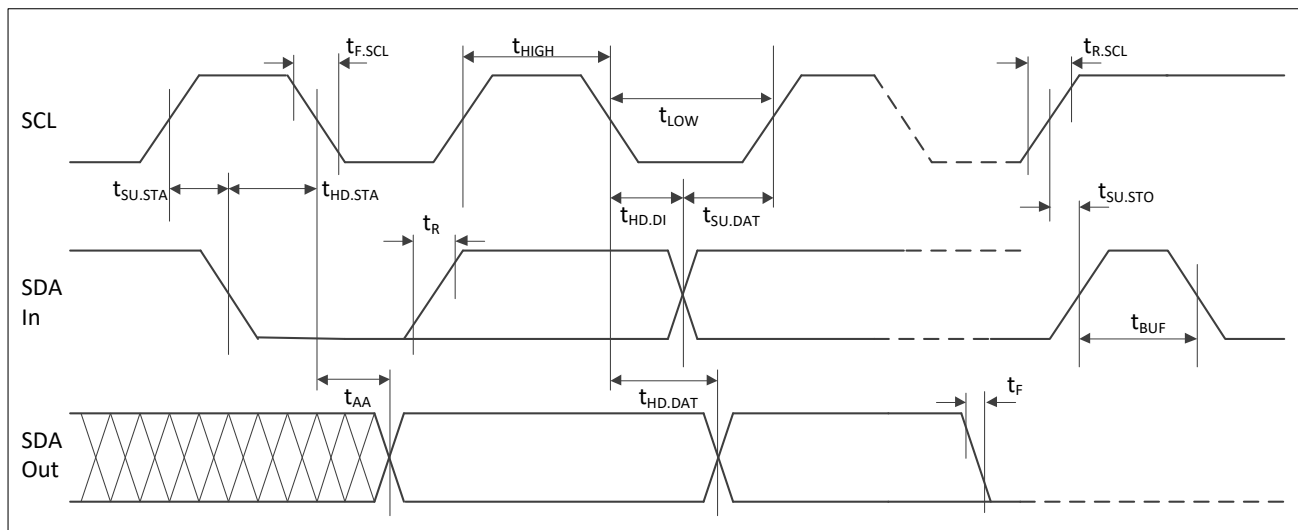 tF.SCL
tHIGH
tR.SCL
SCL
tLOW
tSU.STA
tHD.STA
tHD.DI
tSU.DAT
tSU.STO
tR
SDA
In
tBUF
tAA
tHD.DAT
tF
SDA
Out